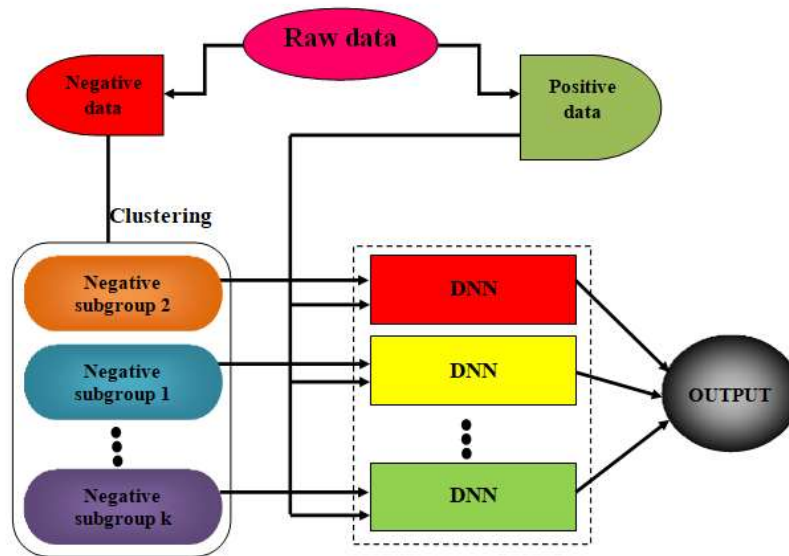 Raw data
Negative
data
Positive
data
Clustering
Negative
subgroup 2
DNN
Negative
subgroup 1
DNN
OUTPUT
Negative
subgroup k
DNN